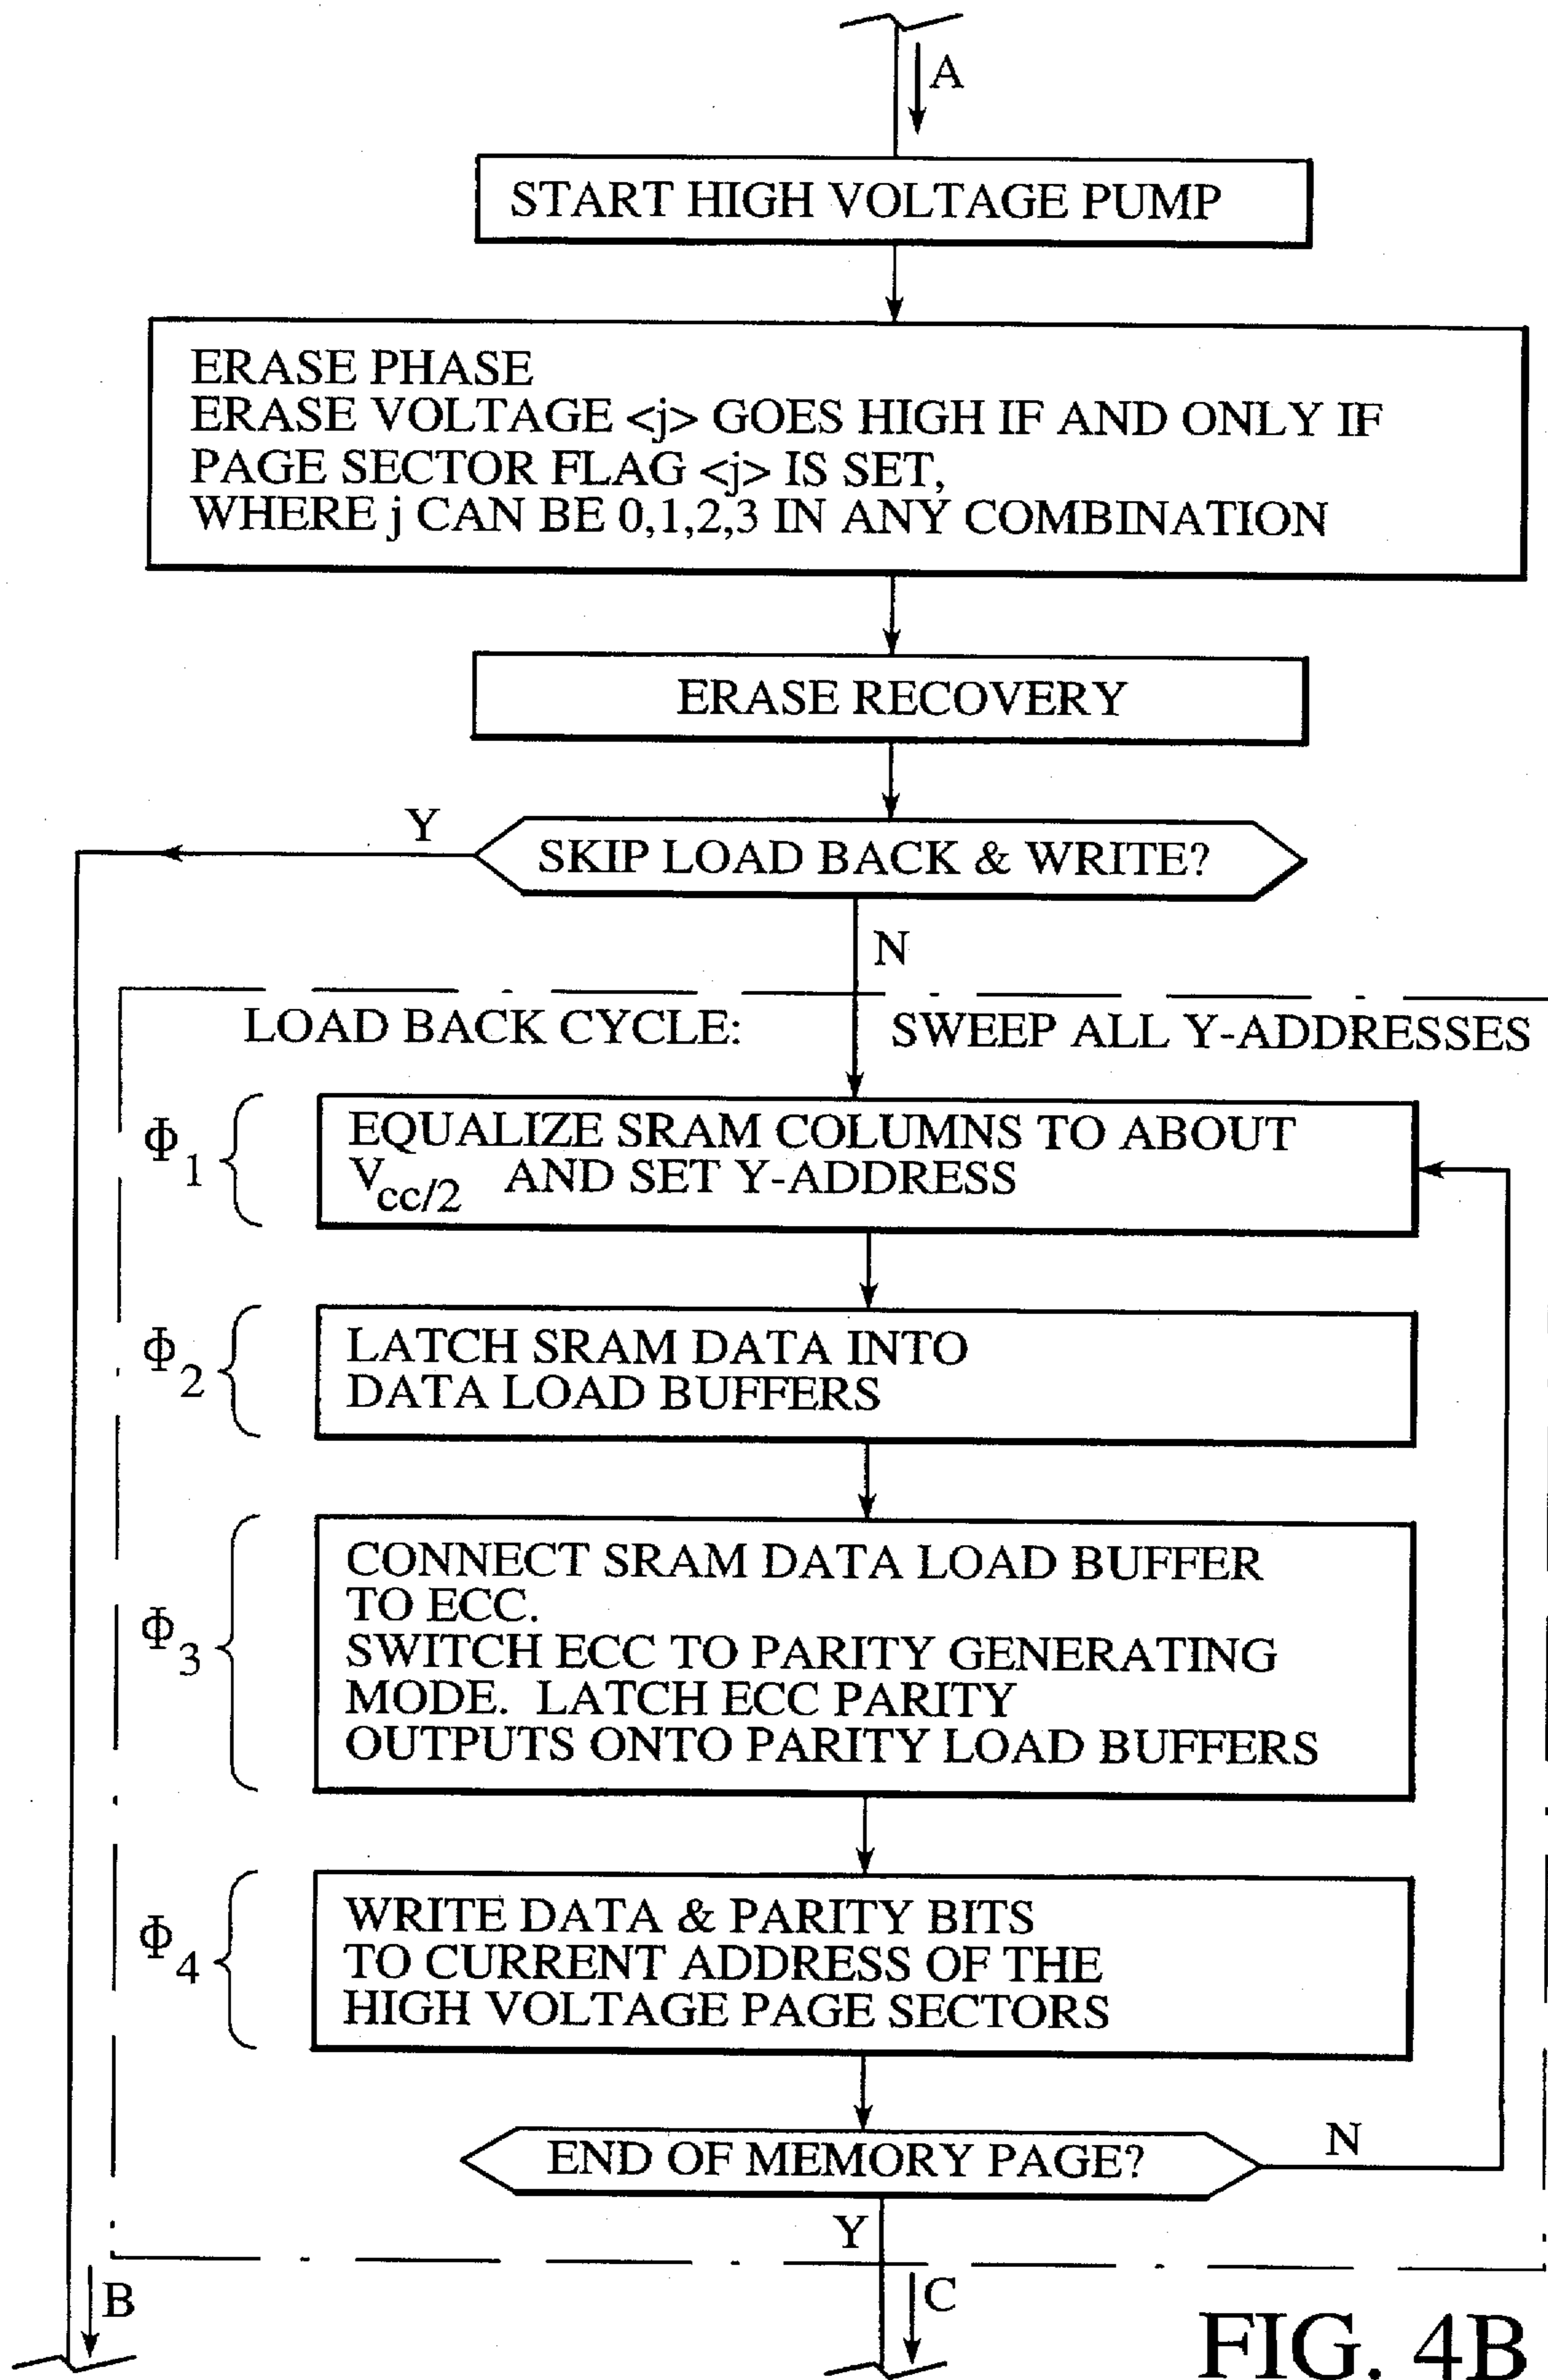 A
START HIGH VOLTAGE PUMP
ERASE PHASE
ERASE VOLTAGE <j> GOES HIGH IF AND ONLY IF
PAGE SECTOR FLAG <j> IS SET,
WHERE j CAN BE 0,1,2,3 IN ANY COMBINATION
ERASE RECOVERY
Y
SKIP LOAD BACK & WRITE?
N
LOAD BACK CYCLE: SWEEP ALL Y-ADDRESSES
Φ1
EQUALIZE SRAM COLUMNS TO ABOUT
Vcc/2 AND SET Y-ADDRESS
Φ2
LATCH SRAM DATA INTO
DATA LOAD BUFFERS
Φ3
CONNECT SRAM DATA LOAD BUFFER
TO ECC.
SWITCH ECC TO PARITY GENERATING
MODE. LATCH ECC PARITY
OUTPUTS ONTO PARITY LOAD BUFFERS
Φ4
WRITE DATA & PARITY BITS
TO CURRENT ADDRESS OF THE
HIGH VOLTAGE PAGE SECTORS
END OF MEMORY PAGE?
N
Y
B
C
FIG. 4B